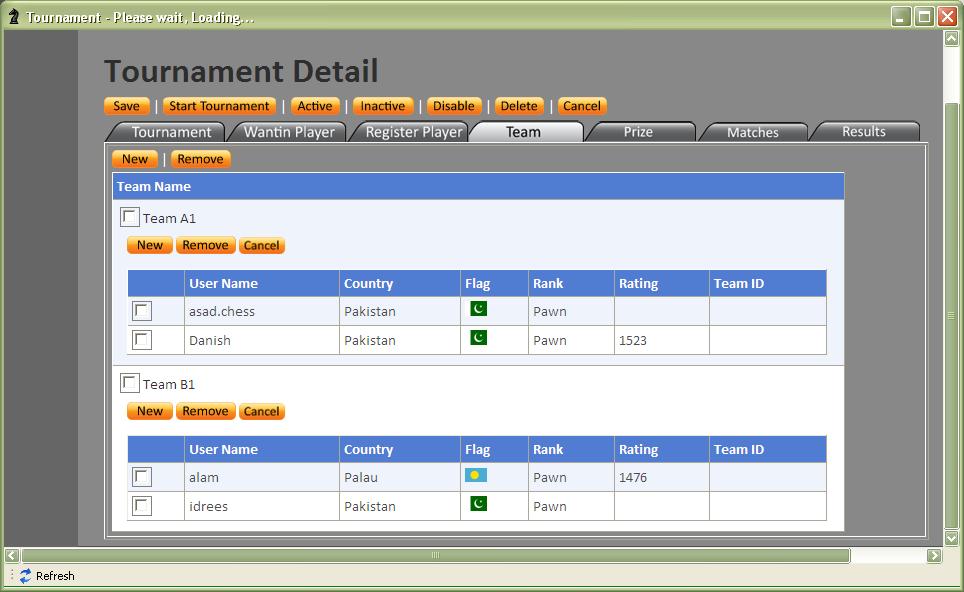 Tournament - Please wait, Loading...
Tournament Detail
Save | Start Tournament | Active | Inactive | Disable | Delete | Cancel
Tournament Wantin Player Register Player Team Prize Matches Results
New | Remove
Team Name
Team A1
New Remove Cancel
User Name Country Flag Rank Rating Team ID
asad.chess Pakistan Pawn
Danish Pakistan Pawn 1523
Team B1
New Remove Cancel
User Name Country Flag Rank Rating Team ID
alam Palau Pawn 1476
idrees Pakistan Pawn
Refresh